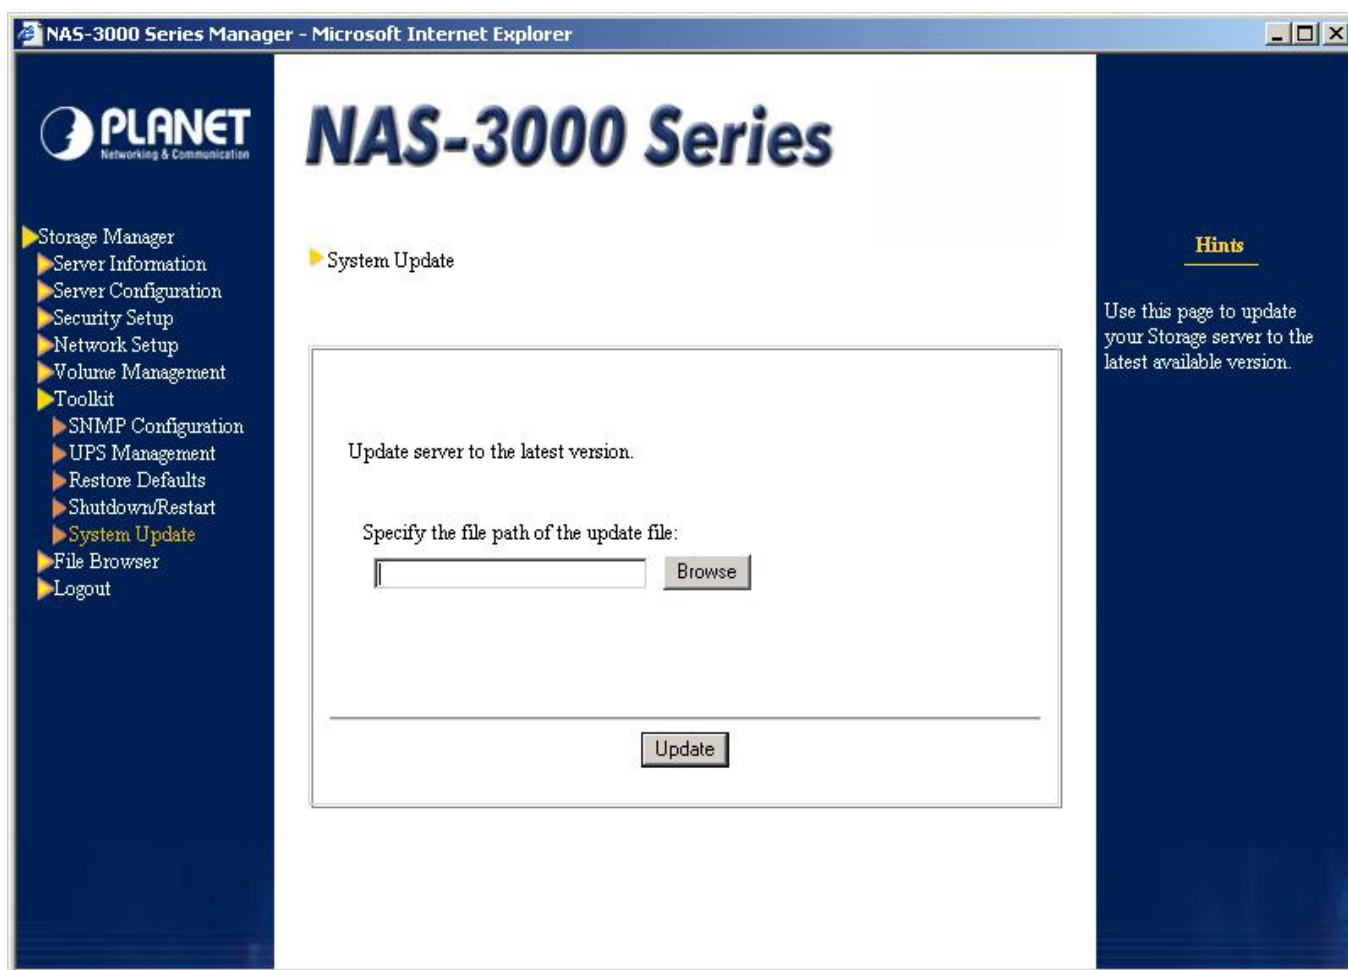 NAS-3000 Series Manager - Microsoft Internet Explorer
PLANET
Networking & Communication
NAS-3000 Series
Storage Manager
Server Information
Server Configuration
Security Setup
Network Setup
Volume Management
Toolkit
SNMP Configuration
UPS Management
Restore Defaults
Shutdown/Restart
System Update
File Browser
Logout
System Update
Update server to the latest version.
Specify the file path of the update file:
Browse
Update
Hints
Use this page to update
your Storage server to the
latest available version.